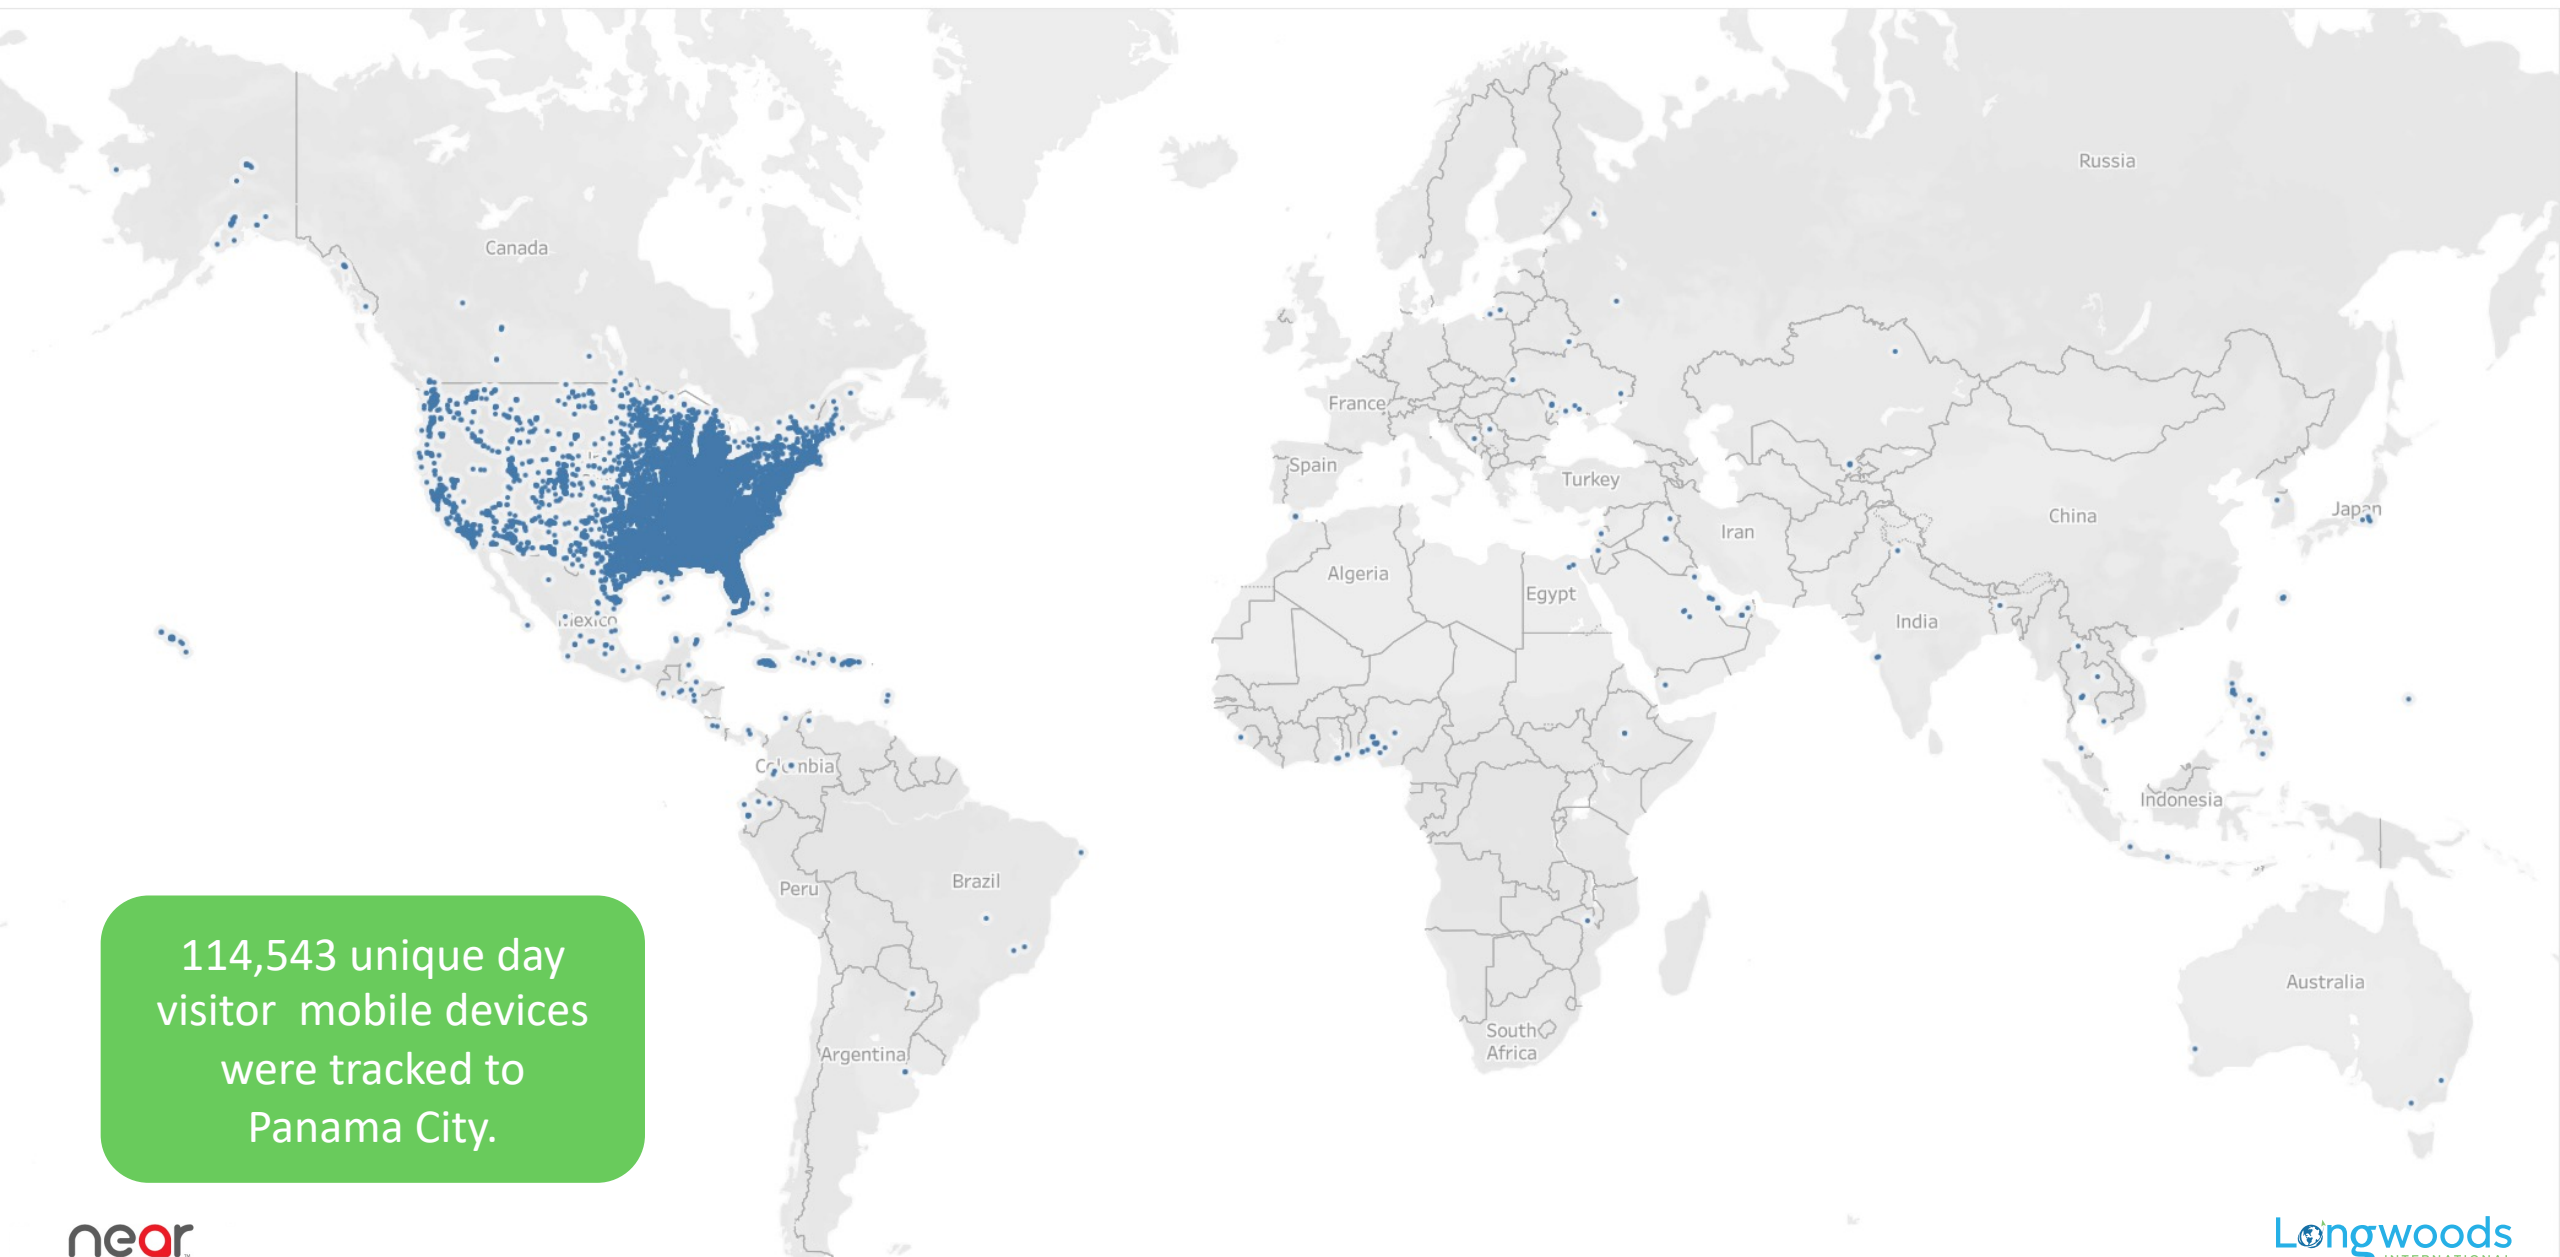 Russia
Canada
France
Spain
Turkey
Japan
China
Iran
Algeria
Egypt
India
Mexico
Colombia
Indonesia
Peru
Brazil
Australia
South
Africa
Argentina
114,543 unique day
visitor mobile devices
were tracked to
Panama City.
near
Longwoods